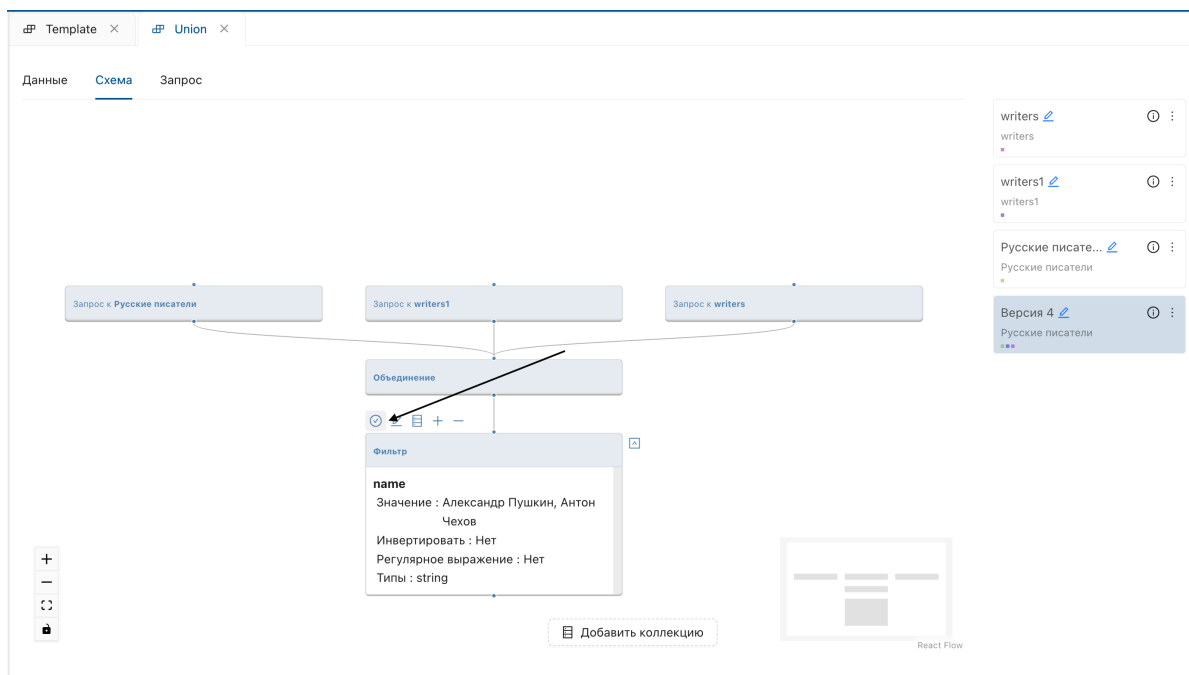 Template
Union
Данные Схема Запрос
writers
writers
writers1
writers1
Русские писате...
Русские писатели
Версия 4
Русские писатели
Запрос к Русские писатели
Запрос к writers1
Запрос к writers
Объединение
Фильтр
name
Значение : Александр Пушкин, Антон
Чехов
Инвертировать : Нет
Регулярное выражение : Нет
Типы : string
Добавить коллекцию
React Flow